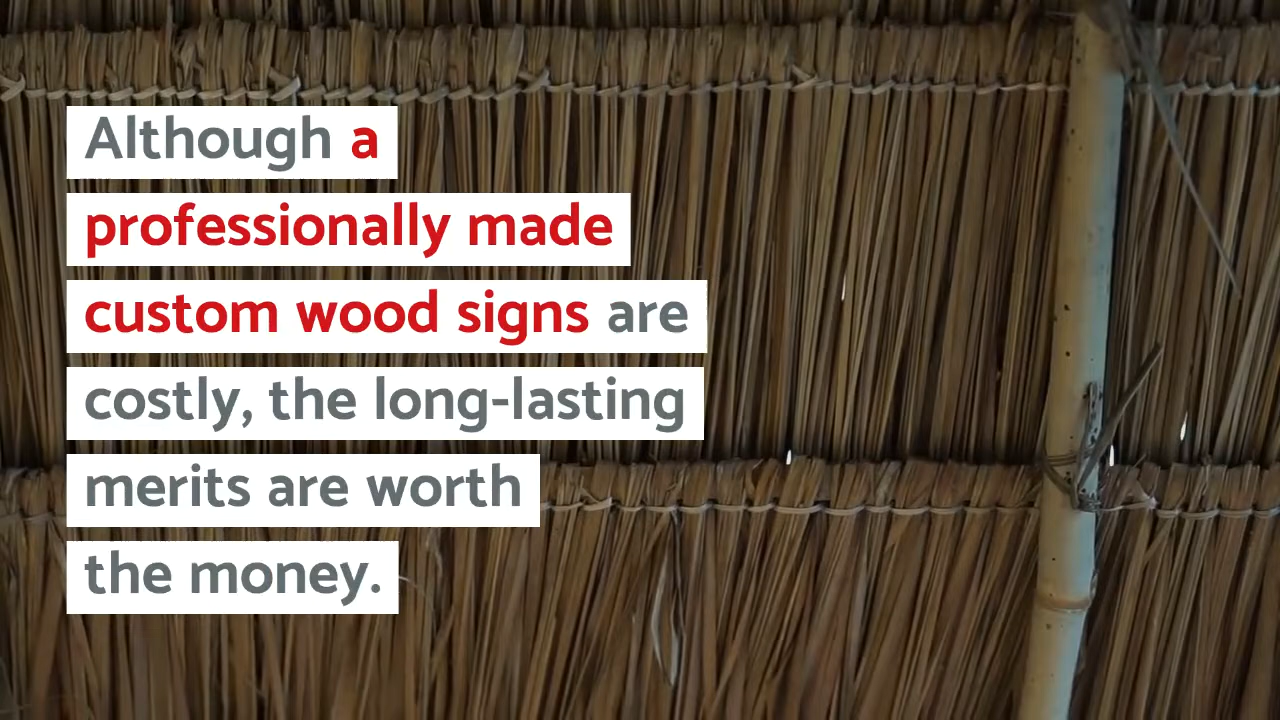 Although a
professionally made
custom wood signs are
costly, the long-lasting
merits are worth
the money.